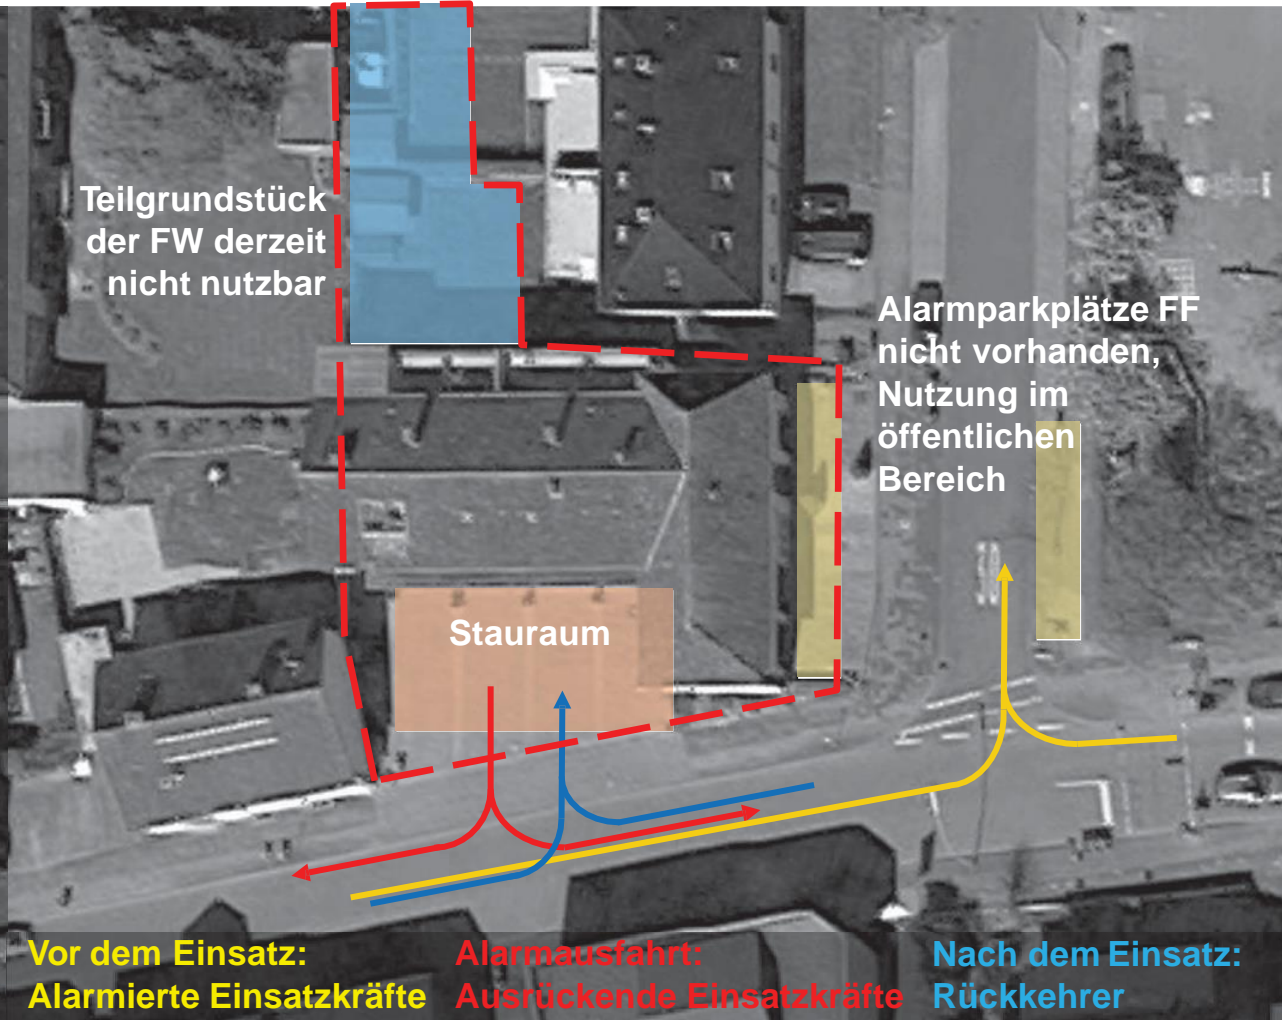 Teilgrundstück
der FW derzeit
nicht nutzbar
Alarmparkplätze FF
nicht vorhanden,
Nutzung im
öffentlichen
Bereich
Stauraum
Vor dem Einsatz:
Alarmierte Einsatzkräfte
Alarmausfahrt:
Ausrückende Einsatzkräfte
Nach dem Einsatz:
Rückkehrer